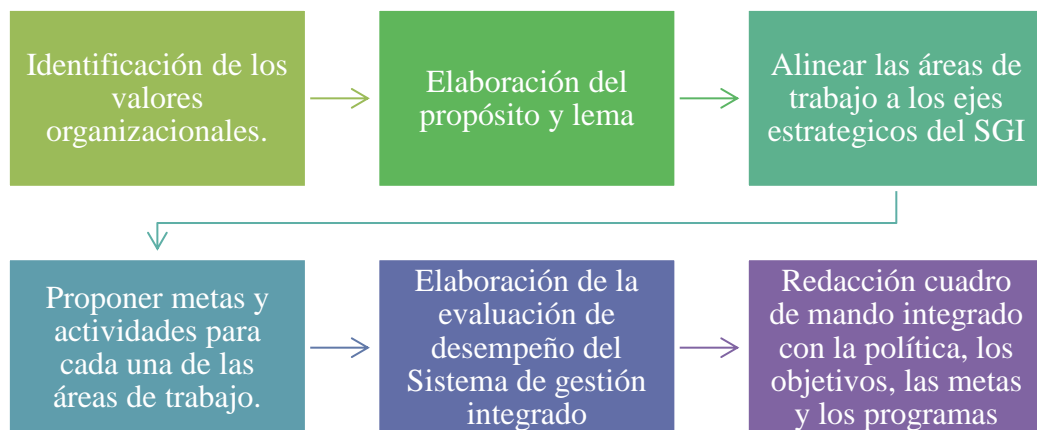 Identificación de los
valores
organizacionales.
Elaboración del
propósito y lema
Alinear las áreas de
trabajo a los ejes
estrategicos del SGI
Proponer metas y
actividades para
cada una de las
áreas de trabajo.
Elaboración de la
evaluación de
desempeño del
Sistema de gestión
integrado
Redacción cuadro
de mando integrado
con la política, los
objetivos, las metas
y los programas